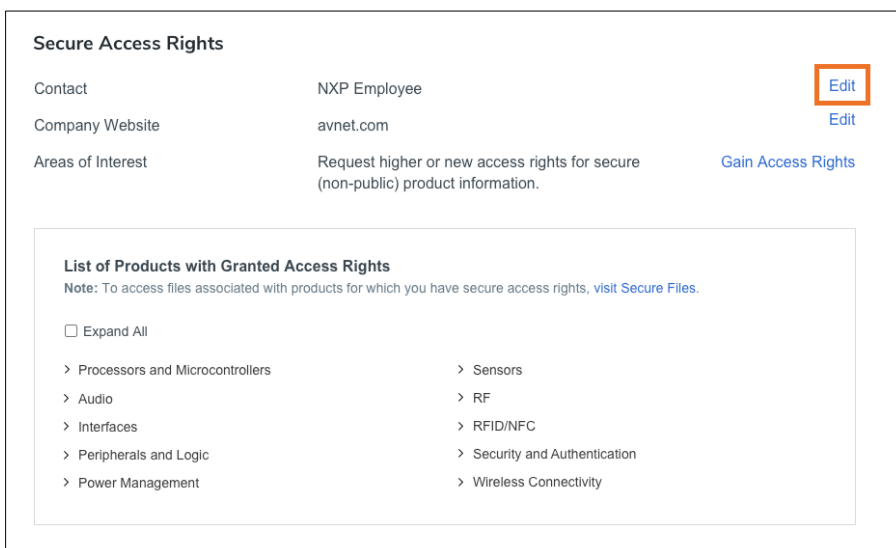 Secure Access Rights
Contact NXP Employee Edit
Company Website avnet.com Edit
Areas of Interest Request higher or new access rights for secure Gain Access Rights
(non-public) product information.
List of Products with Granted Access Rights
Note: To access files associated with products for which you have secure access rights, visit Secure Files.
Expand All
Processors and Microcontrollers
Audio
Interfaces
Peripherals and Logic
Power Management
Sensors
RF
RFID/NFC
Security and Authentication
Wireless Connectivity